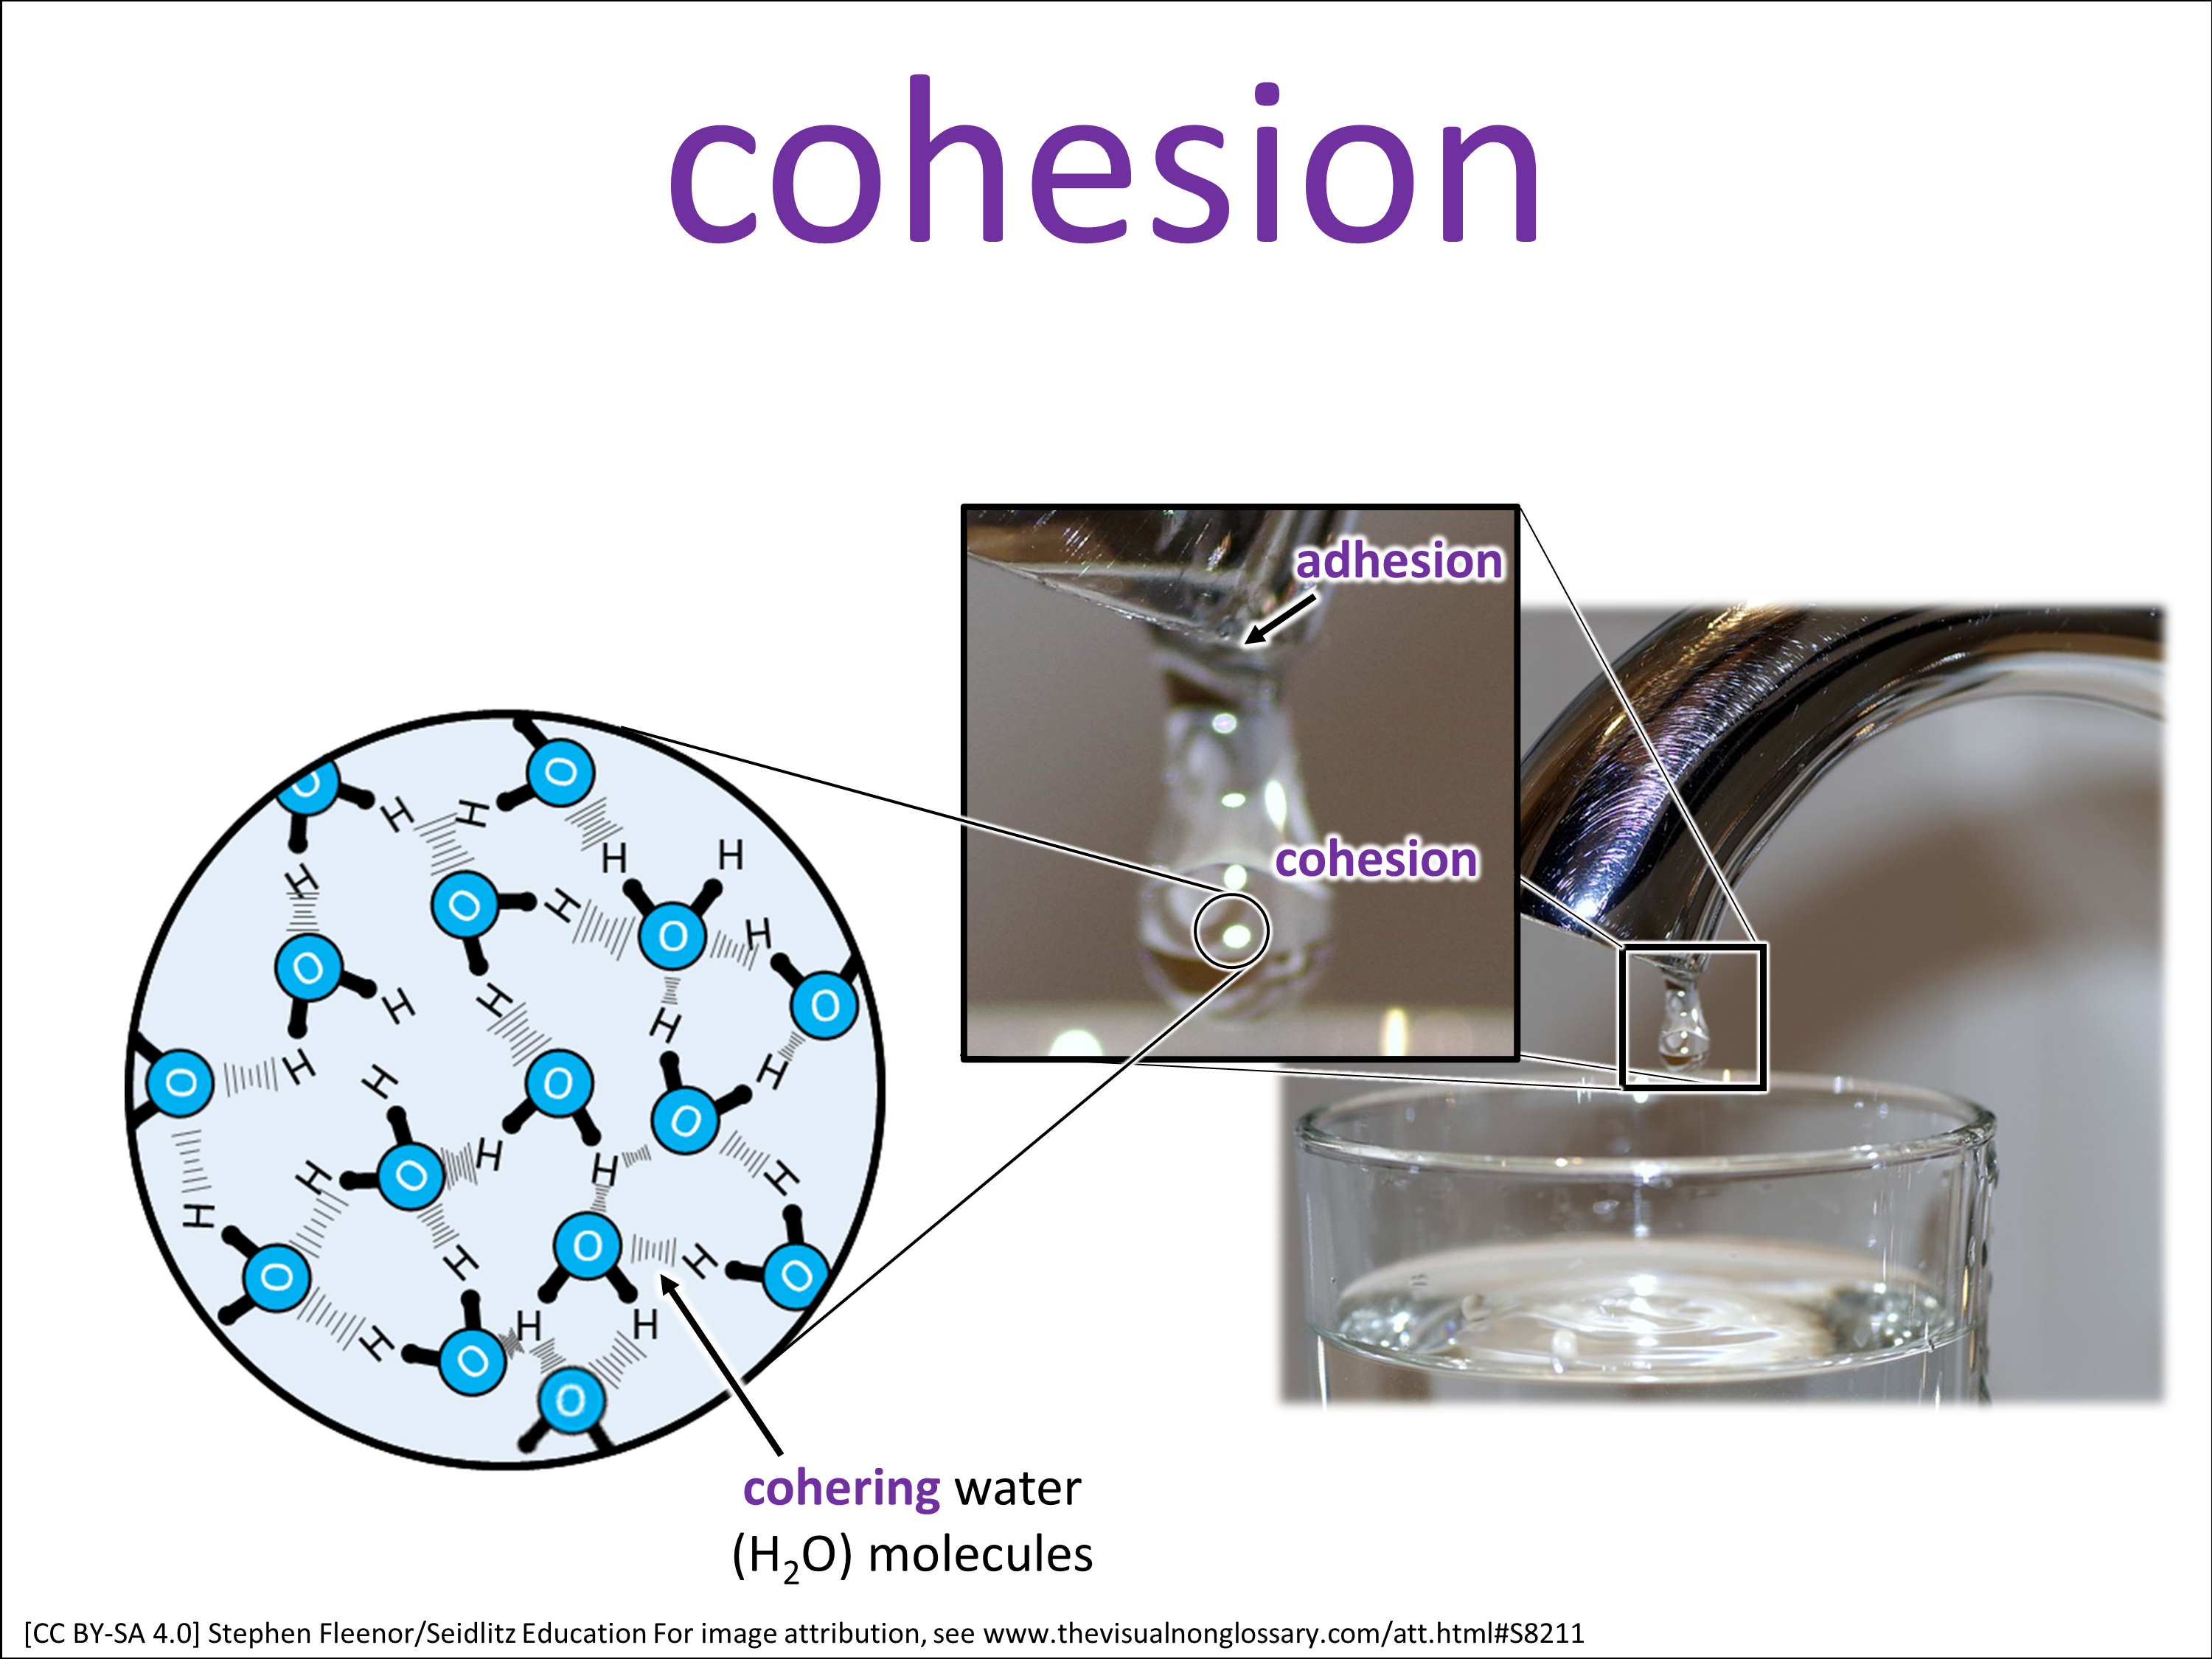 cohesion
adhesion
cohesion
O
O
H
H
H
H
H
O
H
O
H
O
H
O
H
O
H
H
O
H
H
H
O
O
H
O
H
H
H
H
H
O
H
O
H
O
H
H
H
O
O
cohering water
(H₂O) molecules
[CC BY-SA 4.0] Stephen Fleenor/Seidlitz Education For image attribution, see www.thevisualnonglossary.com/att.html#S8211